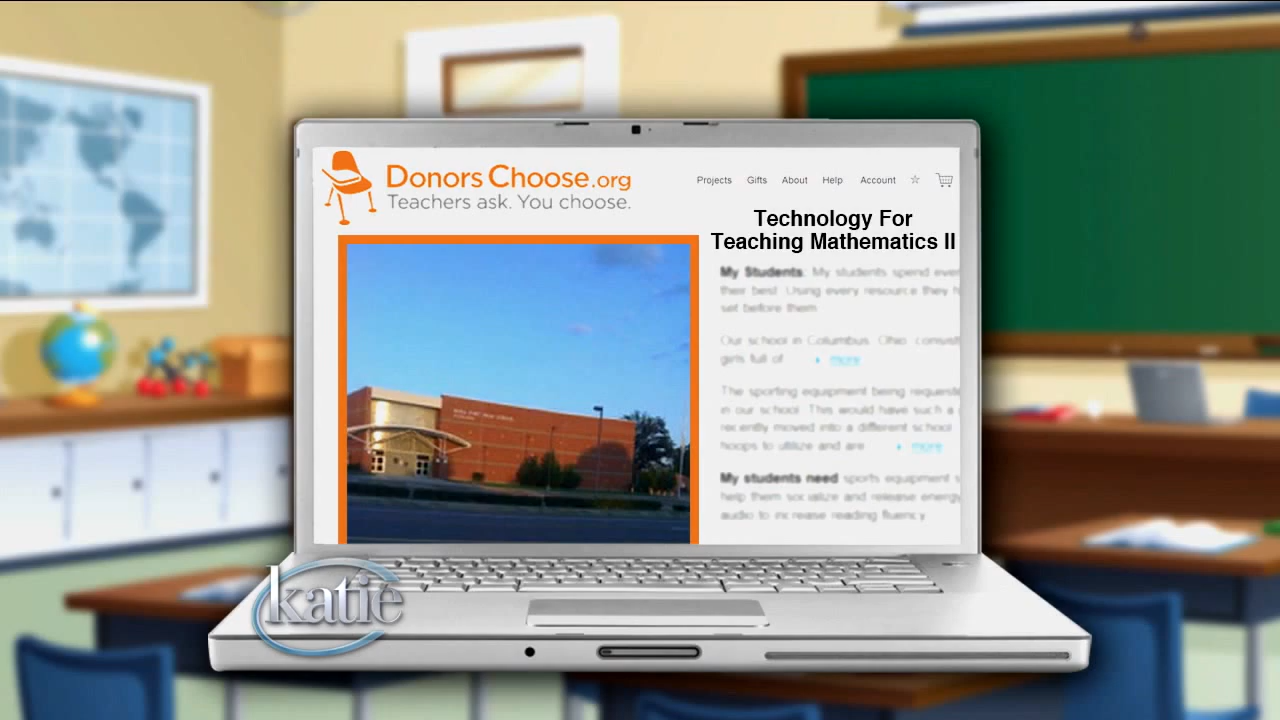 DonorsChoose.org
Teachers ask. You choose.
Projects Gifts About Help Account
Technology For
Teaching Mathematics II
My Students: My students spend
their best. Using every resource they
set before them
Our school in Columbus, Ohio
girls full of more
The sporting equipment being
in our school. This would have such a
recently moved into a different school
hoops to utilize and are more
My students need sports equipment
help them socialize and release energy
audio to increase reading fluency
katie